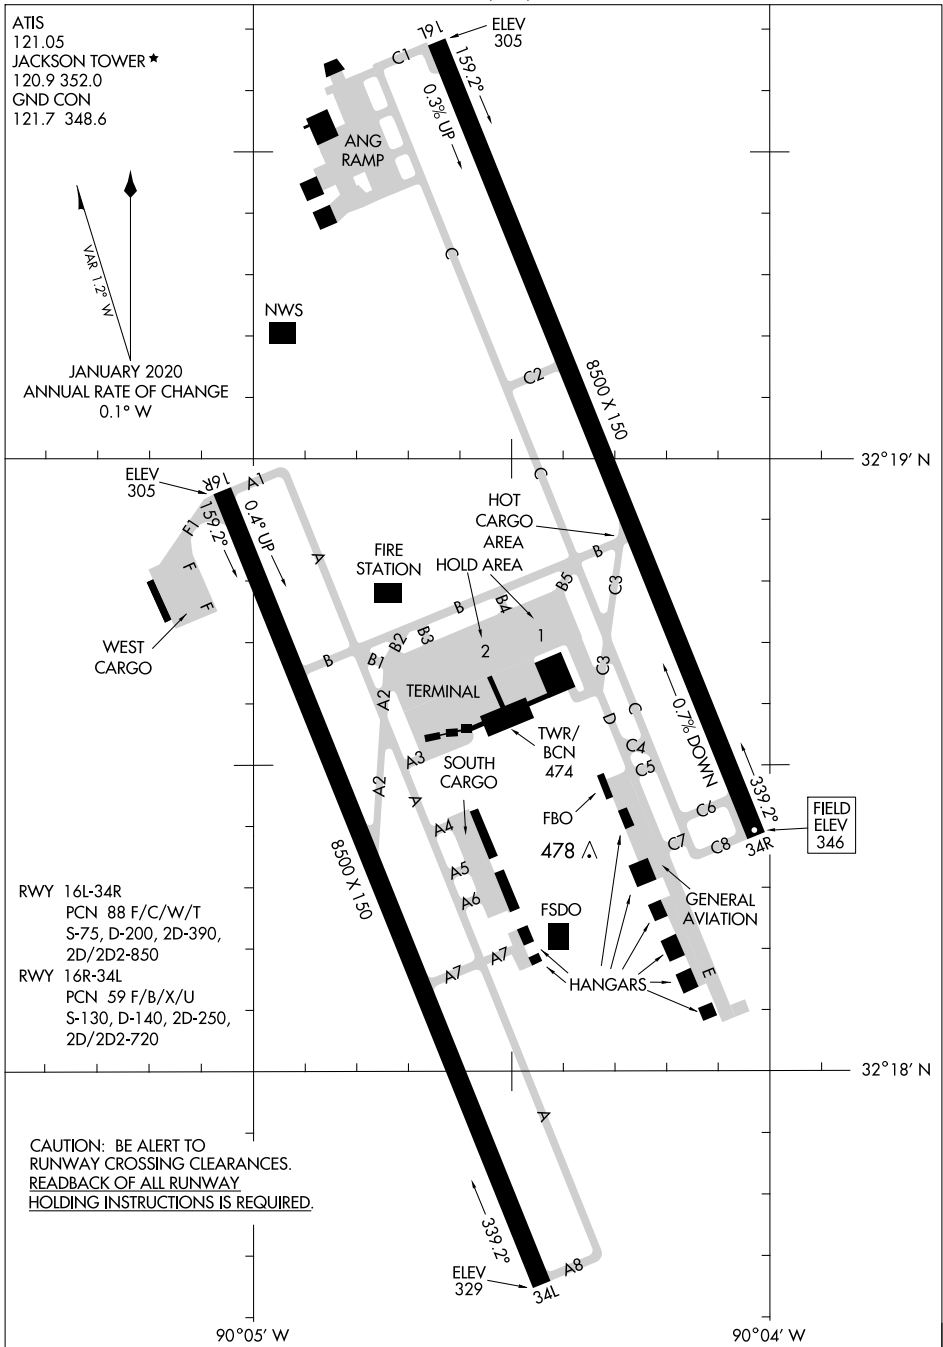 ATIS
121.05
JACKSON TOWER★
120.9 352.0
GND CON
121.7 348.6
VAR 1.2° W
JANUARY 2020
ANNUAL RATE OF CHANGE
0.1° W
16L
ELEV
305
159.2°
0.3% UP
C1
ANG
RAMP
C
NWS
C2
8500 X 150
32°19' N
ELEV
305
16R
A1
159.2°
0.4° UP
F1
F
F
WEST
CARGO
A
FIRE
STATION
C
HOT
CARGO
AREA
HOLD AREA
B
B5
C3
B4
B
B3
B2
B1
B
1
2
TERMINAL
A2
C3
C
D
0.7% DOWN
TWR/
BCN
474
C4
C5
A3
SOUTH
CARGO
A2
A
339.2°
FBO
C6
FIELD
ELEV
346
34R
C8
C7
A4
478
A5
A6
8500 X 150
GENERAL
AVIATION
FSDO
RWY 16L-34R
PCN 88 F/C/W/T
S-75, D-200, 2D-390,
2D/2D2-850
RWY 16R-34L
PCN 59 F/B/X/U
S-130, D-140, 2D-250,
2D/2D2-720
A7
A7
HANGARS
E
32°18' N
A
CAUTION: BE ALERT TO
RUNWAY CROSSING CLEARANCES.
READBACK OF ALL RUNWAY
HOLDING INSTRUCTIONS IS REQUIRED.
339.2°
ELEV
329
34L
A8
90°05' W
90°04' W